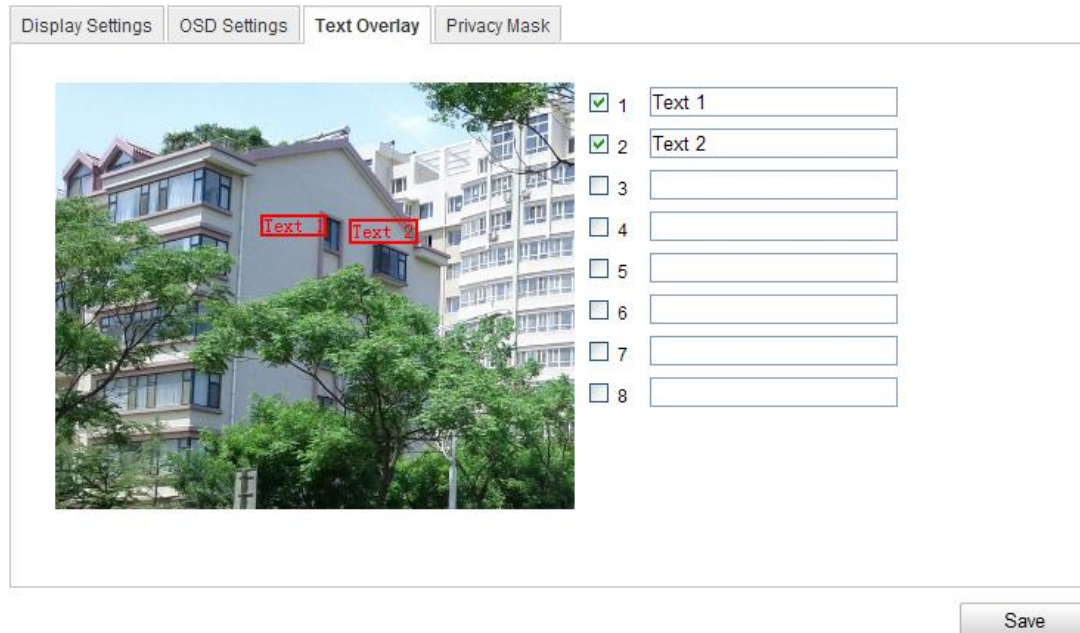 Display Settings OSD Settings Text Overlay Privacy Mask
Text 1 Text 2
1 Text 1
2 Text 2
3
4
5
6
7
8
Save